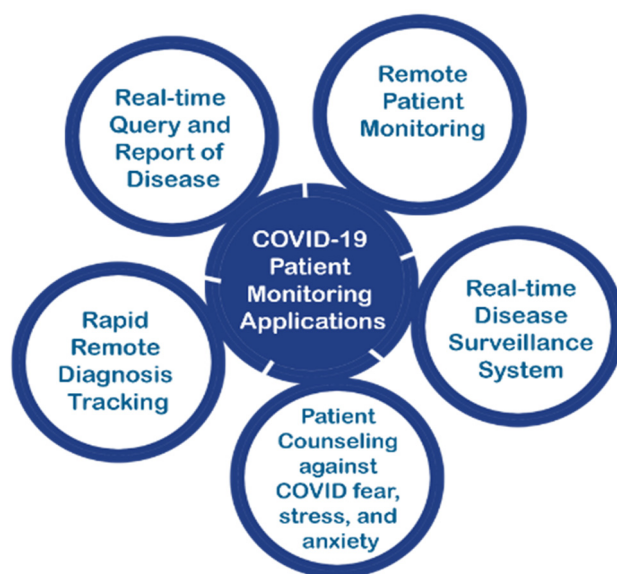 Real-time
Query and
Report of
Disease
Remote
Patient
Monitoring
COVID-19
Patient
Monitoring
Applications
Real-time
Disease
Surveillance
System
Rapid
Remote
Diagnosis
Tracking
Patient
Counseling
against
COVID fear,
stress, and
anxiety